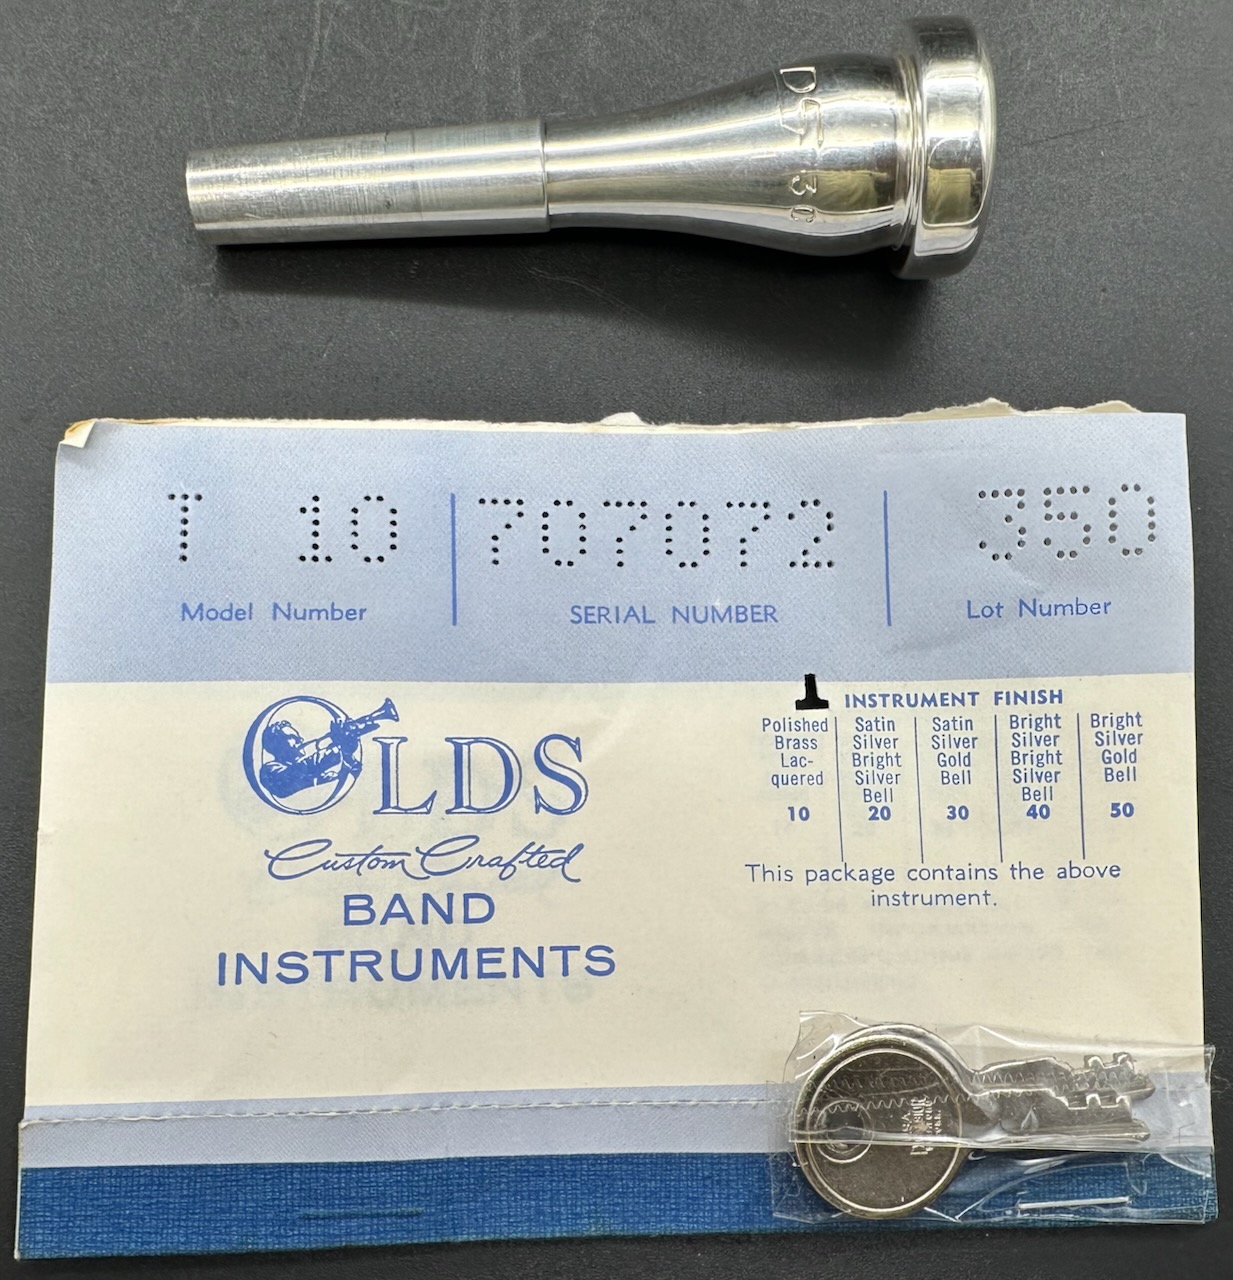 DT 3C
T 10 707072 350
Model Number SERIAL NUMBER Lot Number
OLDS
Custom Crafted
BAND
INSTRUMENTS
INSTRUMENT FINISH
Polished
Brass
Lac-
quered
10
Satin
Silver
Bright
Silver
Bell
20
Satin
Silver
Gold
Bell
30
Bright
Silver
Bright
Silver
Bell
40
Bright
Silver
Gold
Bell
50
This package contains the above
instrument.